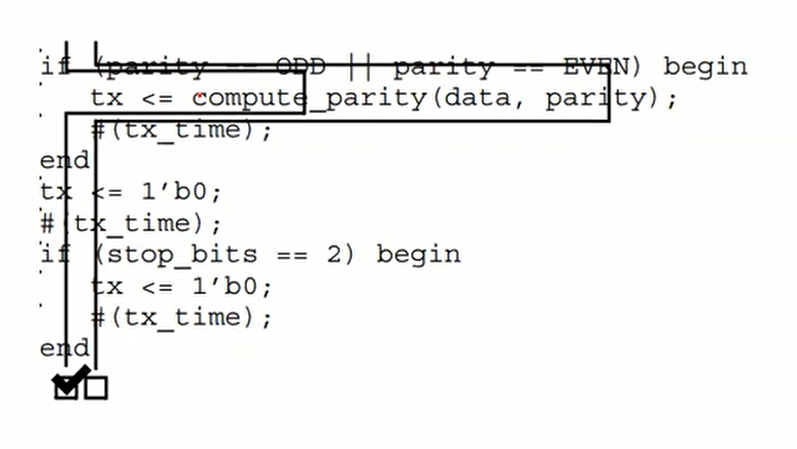 if (parity == ODD || parity == EVEN) begin
tx <= compute_parity(data, parity);
#(tx_time);
end
tx <= 1'b0;
#(tx_time);
if (stop_bits == 2) begin
tx <= 1'b0;
#(tx_time);
end